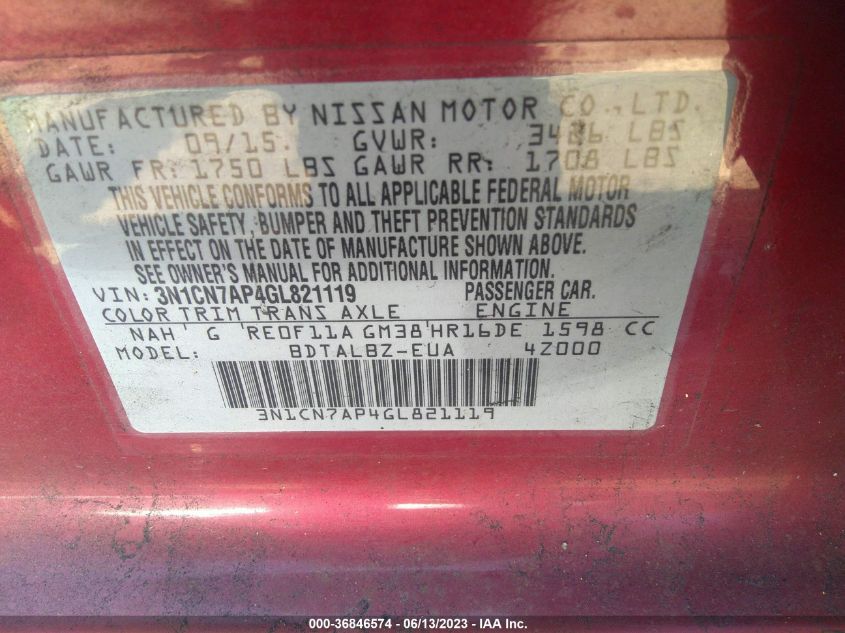 MANUFACTURED BY NISSAN MOTOR CO., LTD.
DATE: 09/15. GVWR: 3486 LBS
GAWR FR: 1750 LBS GAWR RR: 1708 LBS
THIS VEHICLE CONFORMS TO ALL APPLICABLE FEDERAL MOTOR
VEHICLE SAFETY, BUMPER AND THEFT PREVENTION STANDARDS
IN EFFECT ON THE DATE OF MANUFACTURE SHOWN ABOVE.
SEE OWNER'S MANUAL FOR ADDITIONAL INFORMATION.
VIN: 3N1CN7AP4GL821119 PASSENGER CAR.
COLOR TRIM TRANS AXLE ENGINE
NAH G RE0F11A GM38 HR16DE 1598 CC
MODEL: BDTALBZ-EUA 4Z000
3N1CN7AP4GL821119
000-36846574 - 06/13/2023 - IAA Inc.